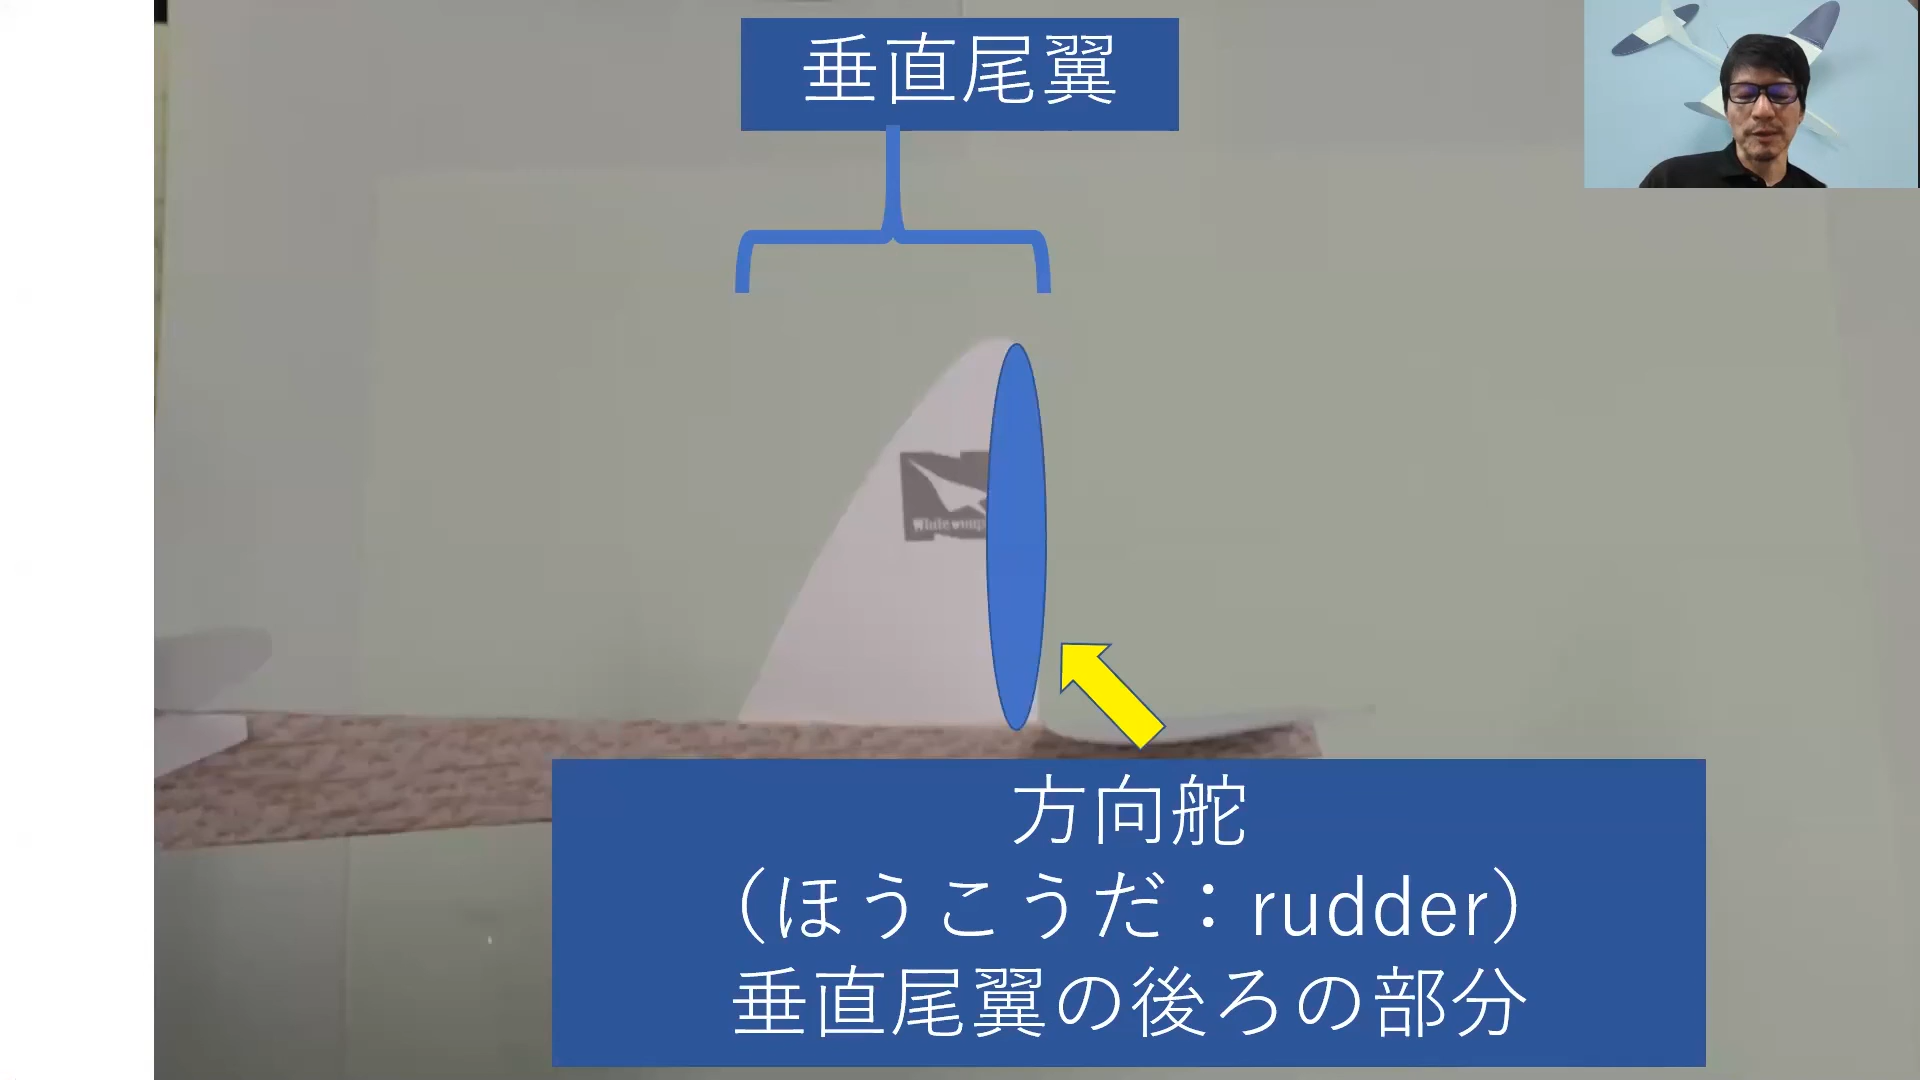 垂直尾翼
方向舵
（ほうこうだ：rudder）
垂直尾翼の後ろの部分